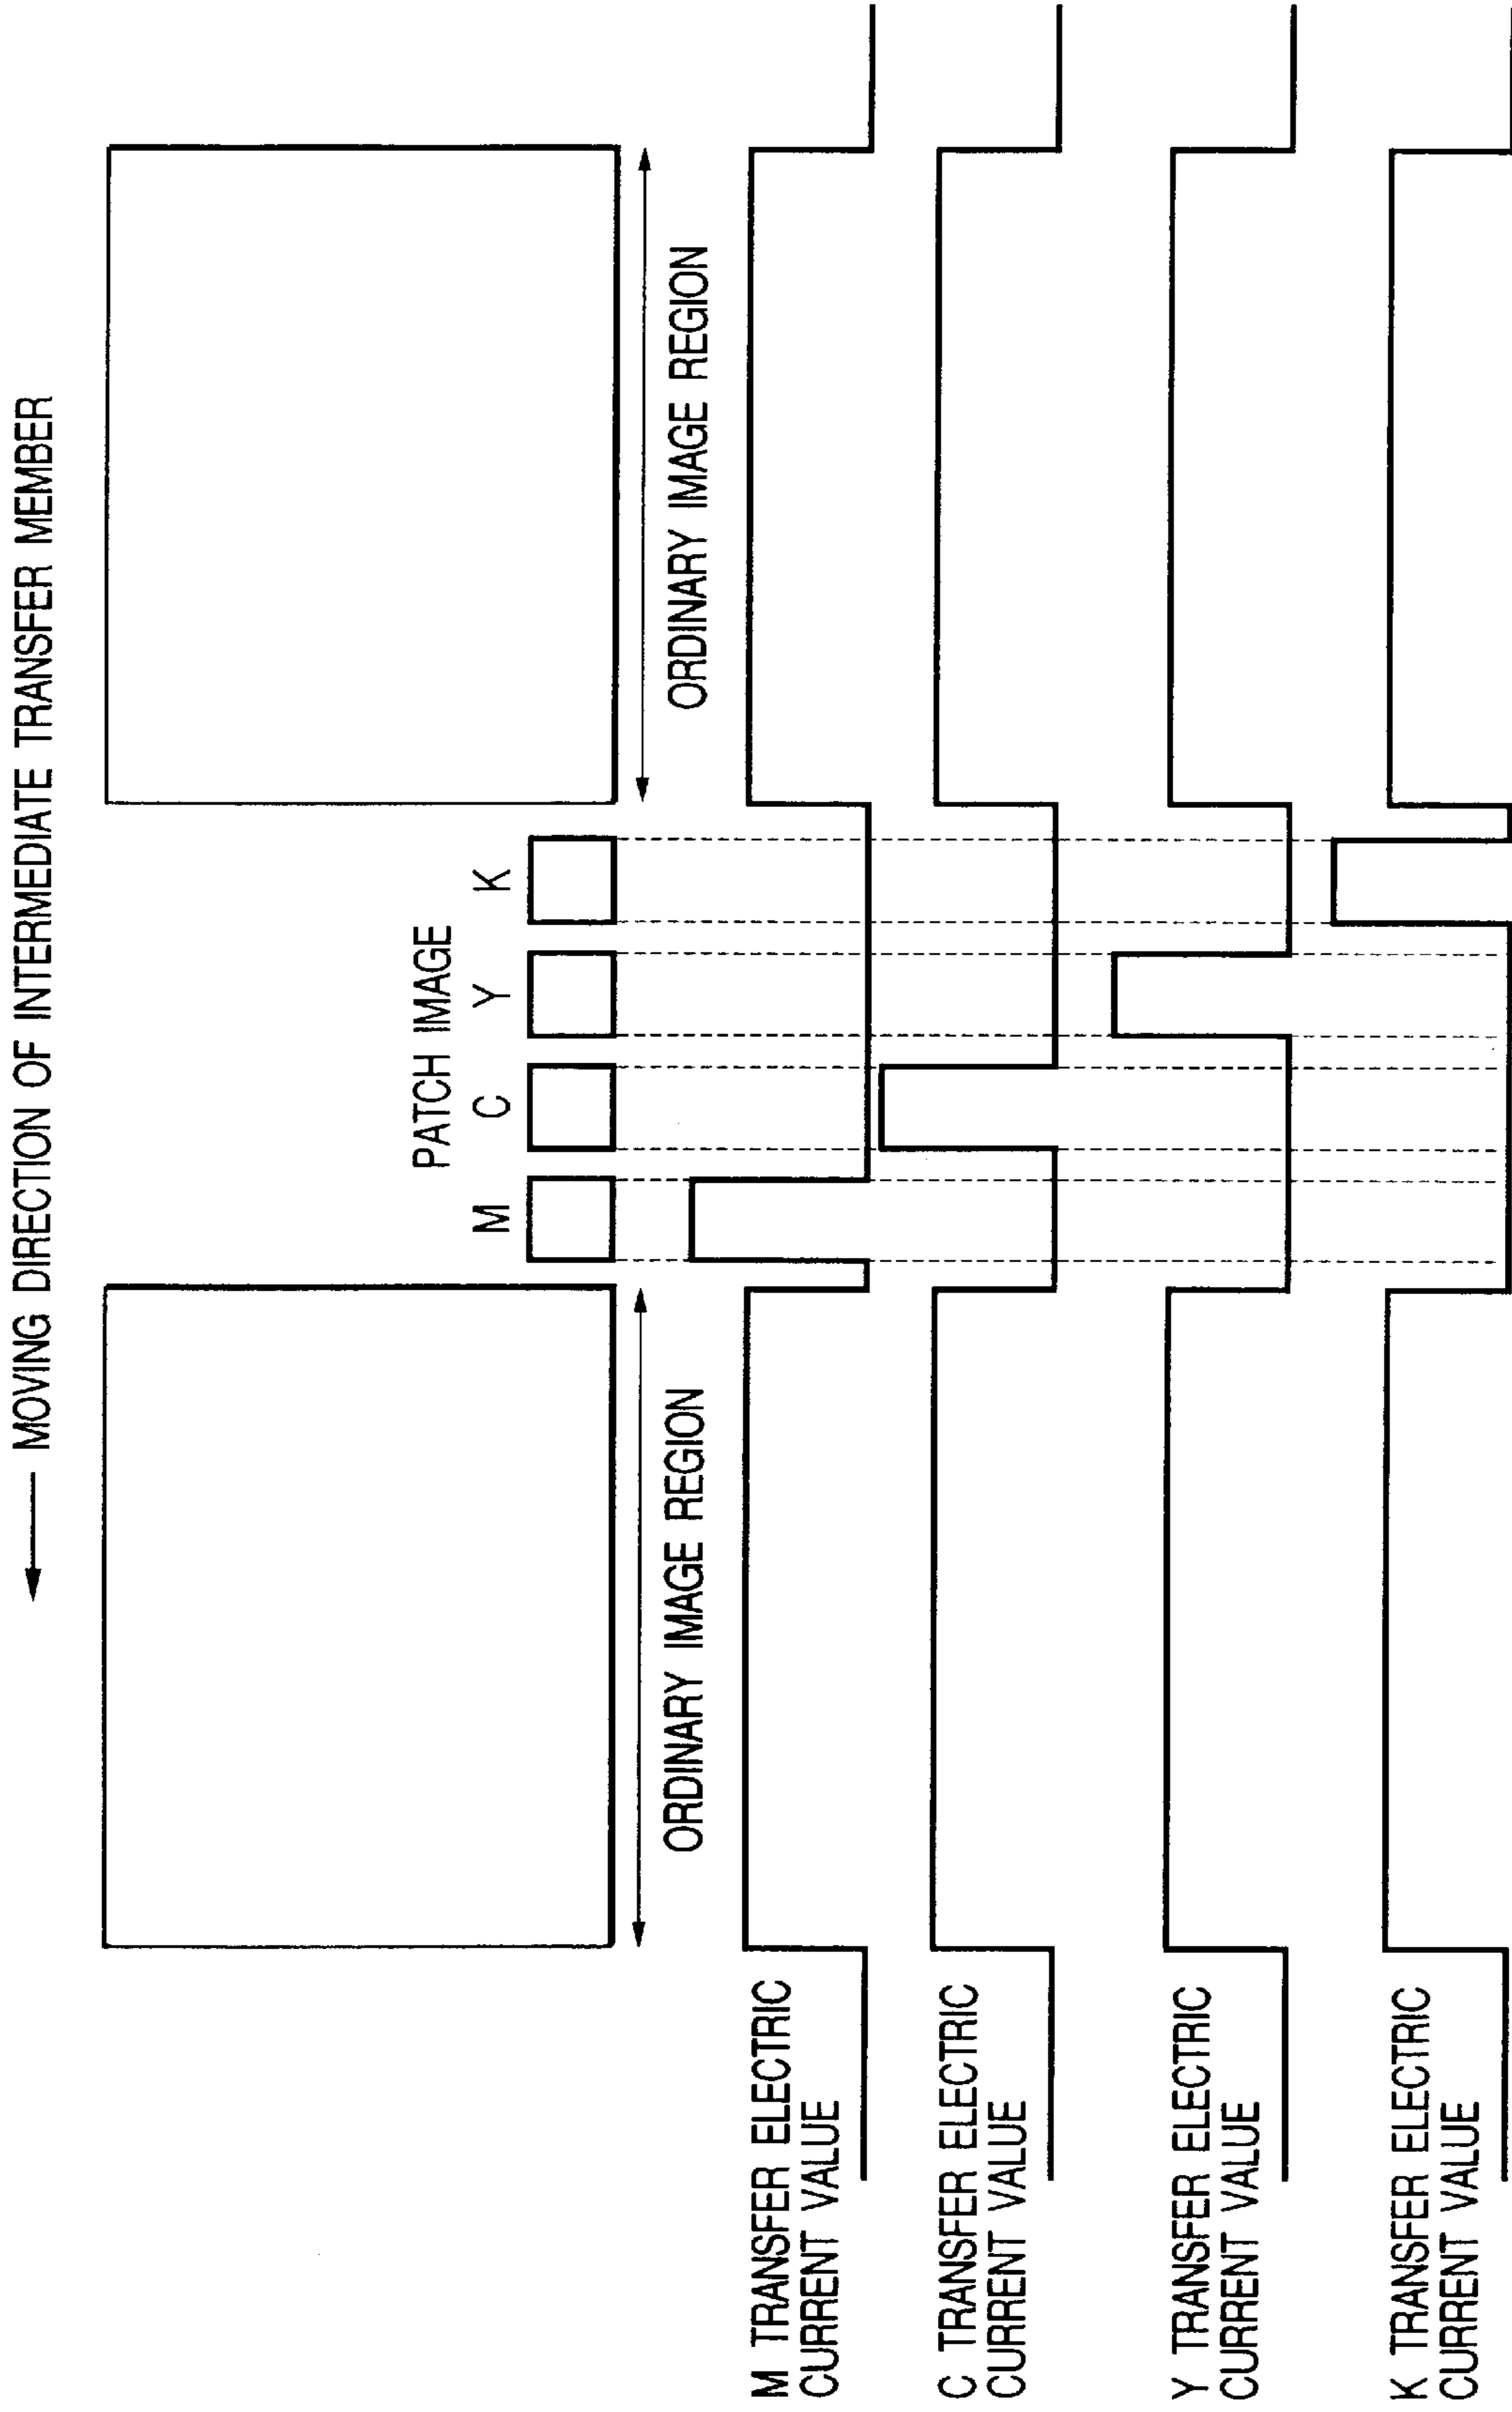 MOVING DIRECTION OF INTERMEDIATE TRANSFER MEMBER
PATCH IMAGE
M C Y K
ORDINARY IMAGE REGION
ORDINARY IMAGE REGION
M TRANSFER ELECTRIC
CURRENT VALUE
C TRANSFER ELECTRIC
CURRENT VALUE
Y TRANSFER ELECTRIC
CURRENT VALUE
K TRANSFER ELECTRIC
CURRENT VALUE